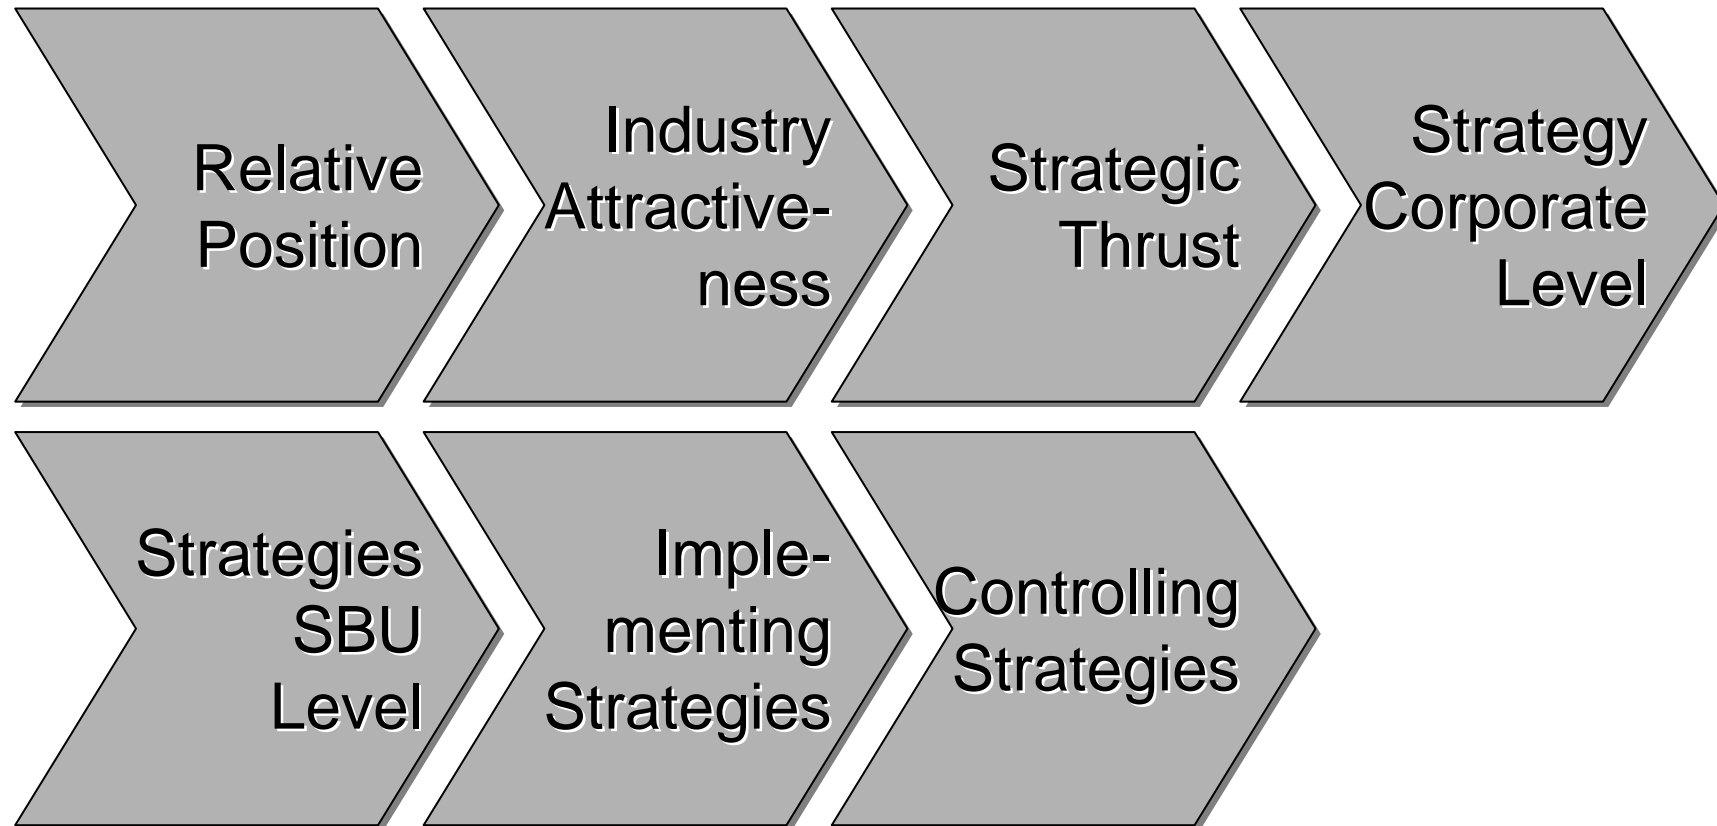 Relative
Position
Industry
Attractive-
ness
Strategic
Thrust
Strategy
Corporate
Level
Strategies
SBU
Level
Imple-
menting
Strategies
Controlling
Strategies